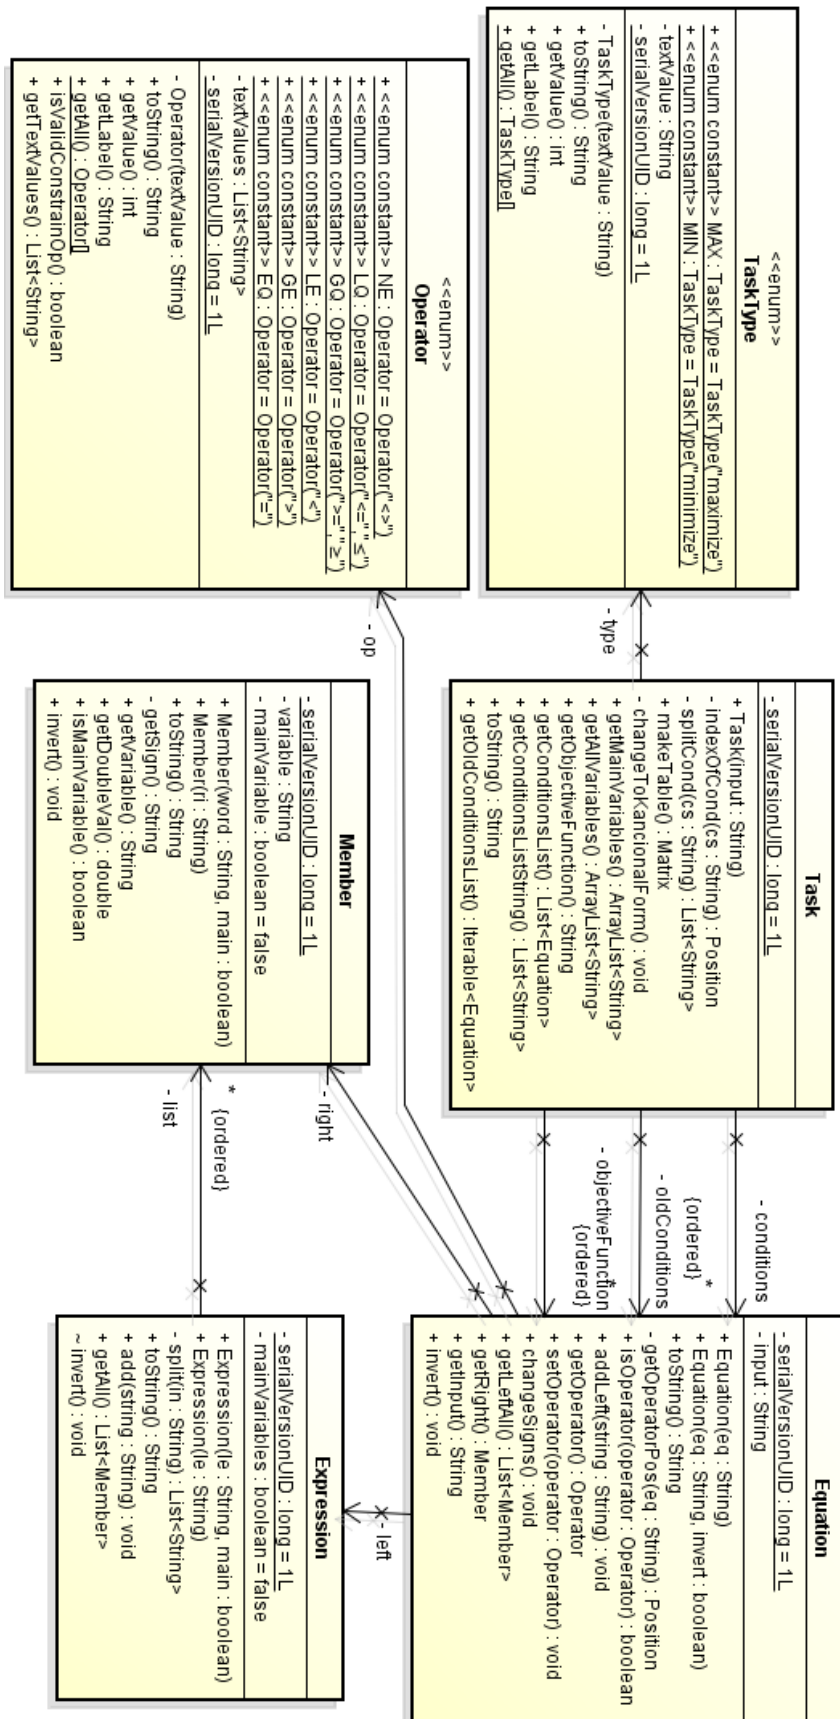 <<enum>>
TaskType
+ <<enum constant>> MAX : TaskType = TaskType("maximize")
+ <<enum constant>> MIN : TaskType = TaskType("minimize")
- textValue : String
- serialVersionUID : long = 1L
- TaskType(textValue : String)
+ toString() : String
+ getValue() : int
+ getLabel() : String
+ getAll() : TaskType[]
- type
Task
- serialVersionUID : long = 1L
+ Task(input : String)
- indexOfCond(cs : String) : Position
- splitCond(cs : String) : List<String>
+ makeTable() : Matrix
- changeToKancionalForm() : void
+ getMainVariables() : ArrayList<String>
+ getAllVariables() : ArrayList<String>
+ getObjectiveFunction() : String
+ getConditionsList() : List<Equation>
+ getConditionsListString() : List<String>
+ toString() : String
+ getOldConditionsList() : Iterable<Equation>
- conditions
*
{ordered}
- oldConditions
*
{ordered}
- objectiveFunction
Equation
- serialVersionUID : long = 1L
- input : String
+ Equation(eq : String)
+ Equation(eq : String, invert : boolean)
+ toString() : String
- getOperatorPos(eq : String) : Position
+ isOperator(operator : Operator) : boolean
+ addLeft(string : String) : void
+ getOperator() : Operator
+ setOperator(operator : Operator) : void
+ changeSigns() : void
+ getLeftAll() : List<Member>
+ getRight() : Member
+ getInput() : String
+ invert() : void
<<enum>>
Operator
+ <<enum constant>> NE : Operator = Operator("<>")
+ <<enum constant>> LQ : Operator = Operator("<=","≤")
+ <<enum constant>> GQ : Operator = Operator(">=","≥")
+ <<enum constant>> LE : Operator = Operator("<")
+ <<enum constant>> GE : Operator = Operator(">")
+ <<enum constant>> EQ : Operator = Operator("=")
- textValues : List<String>
- serialVersionUID : long = 1L
- Operator(textValue : String)
+ toString() : String
+ getValue() : int
+ getLabel() : String
+ getAll() : Operator[]
+ isValidConstrainOp() : boolean
+ getTextValues() : List<String>
- op
Member
- serialVersionUID : long = 1L
- variable : String
- mainVariable : boolean = false
+ Member(word : String, main : boolean)
+ Member(ri : String)
+ toString() : String
- getSign() : String
+ getVariable() : String
+ getDoubleVal() : double
+ isMainVariable() : boolean
+ invert() : void
- right
*
{ordered}
- list
- left
Expression
- serialVersionUID : long = 1L
- mainVariables : boolean = false
+ Expression(le : String, main : boolean)
+ Expression(le : String)
- split(in : String) : List<String>
+ toString() : String
+ add(string : String) : void
+ getAll() : List<Member>
~ invert() : void